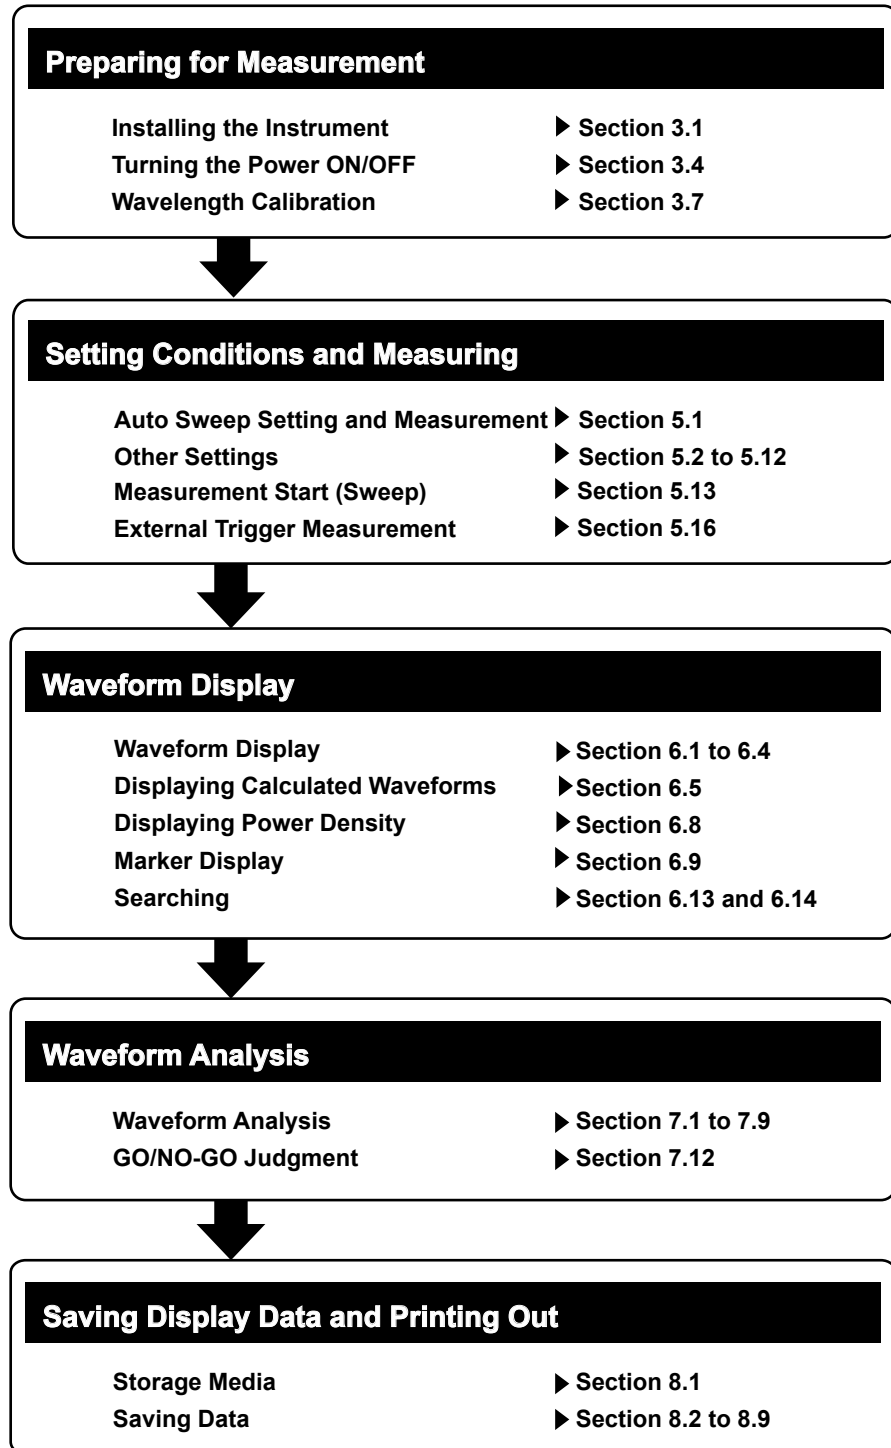 Preparing for Measurement
Installing the Instrument Section 3.1
Turning the Power ON/OFF Section 3.4
Wavelength Calibration Section 3.7
Setting Conditions and Measuring
Auto Sweep Setting and Measurement Section 5.1
Other Settings Section 5.2 to 5.12
Measurement Start (Sweep) Section 5.13
External Trigger Measurement Section 5.16
Waveform Display
Waveform Display Section 6.1 to 6.4
Displaying Calculated Waveforms Section 6.5
Displaying Power Density Section 6.8
Marker Display Section 6.9
Searching Section 6.13 and 6.14
Waveform Analysis
Waveform Analysis Section 7.1 to 7.9
GO/NO-GO Judgment Section 7.12
Saving Display Data and Printing Out
Storage Media Section 8.1
Saving Data Section 8.2 to 8.9